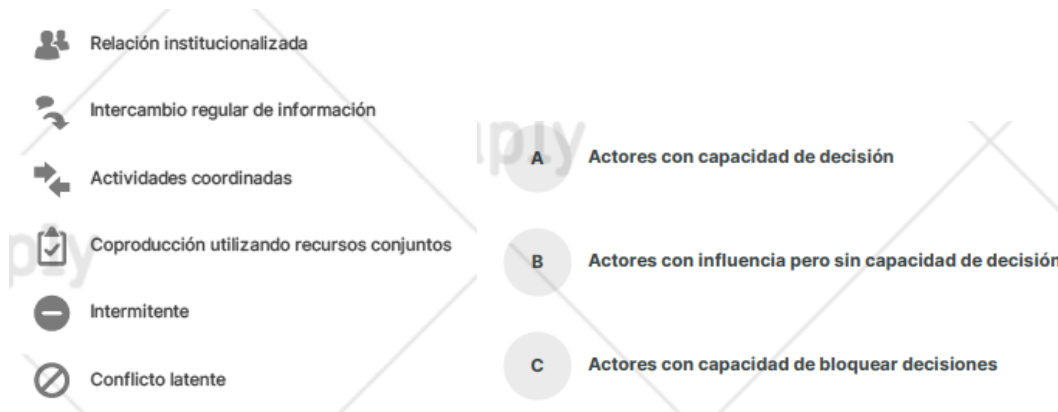 Relación institucionalizada
Intercambio regular de información
Actividades coordinadas
Coproducción utilizando recursos conjuntos
Intermitente
Conflicto latente
A Actores con capacidad de decisión
B Actores con influencia pero sin capacidad de decisión
C Actores con capacidad de bloquear decisiones